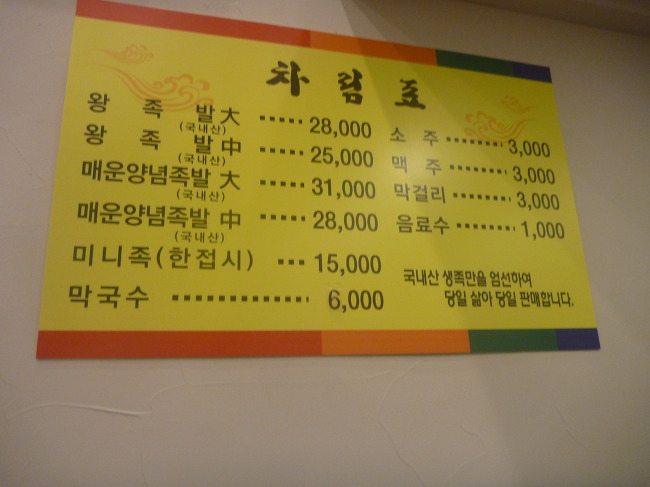 차림표
왕 족 발 大 ····· 28,000
(국내산)
왕 족 발 中 ····· 25,000
(국내산)
매운양념족발 大 ····· 31,000
(국내산)
매운양념족발 中 ····· 28,000
(국내산)
미니족(한접시) ··· 15,000
막국수 ················ 6,000
소 주 ········ 3,000
맥 주 ········ 3,000
막걸리 ········ 3,000
음료수 ········ 1,000
국내산 생족만을 엄선하여
당일 삶아 당일 판매합니다.